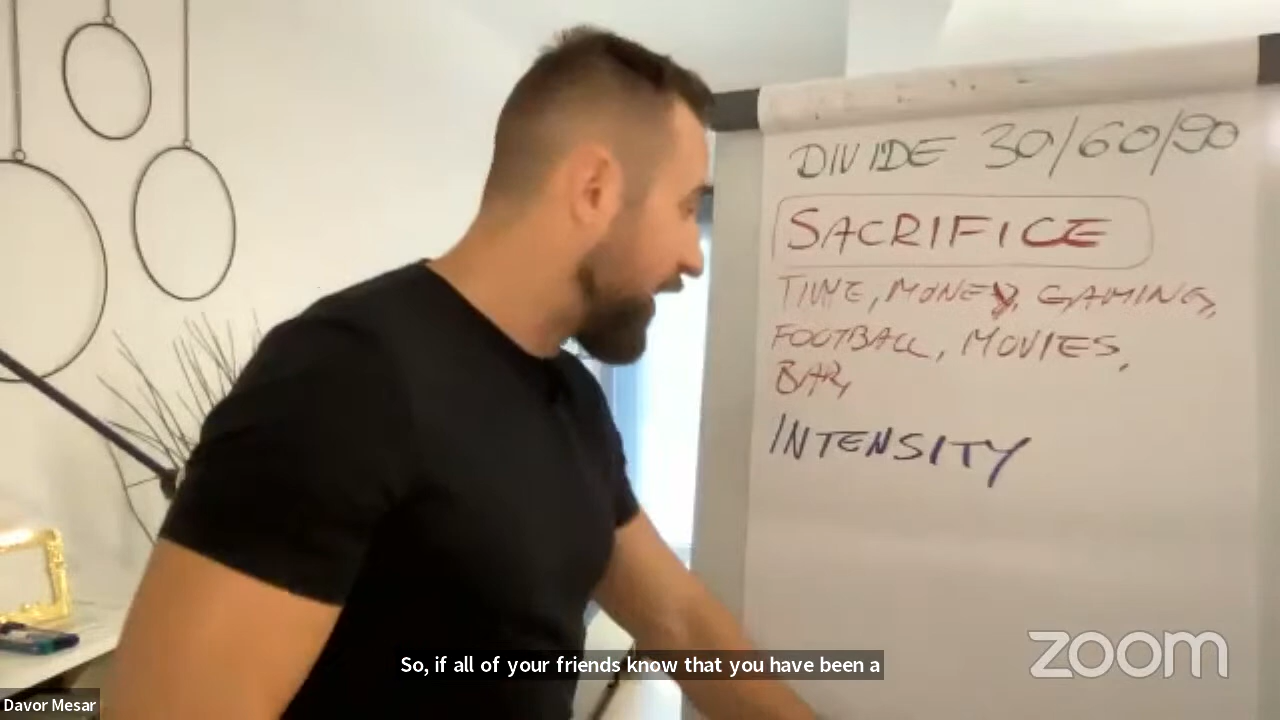 DIVIDE 30/60/90
SACRIFICE
TIME, MONEY, GAMING,
FOOTBALL, MOVIES,
BAR,
INTENSITY
So, if all of your friends know that you have been a
zoom
Davor Mesar